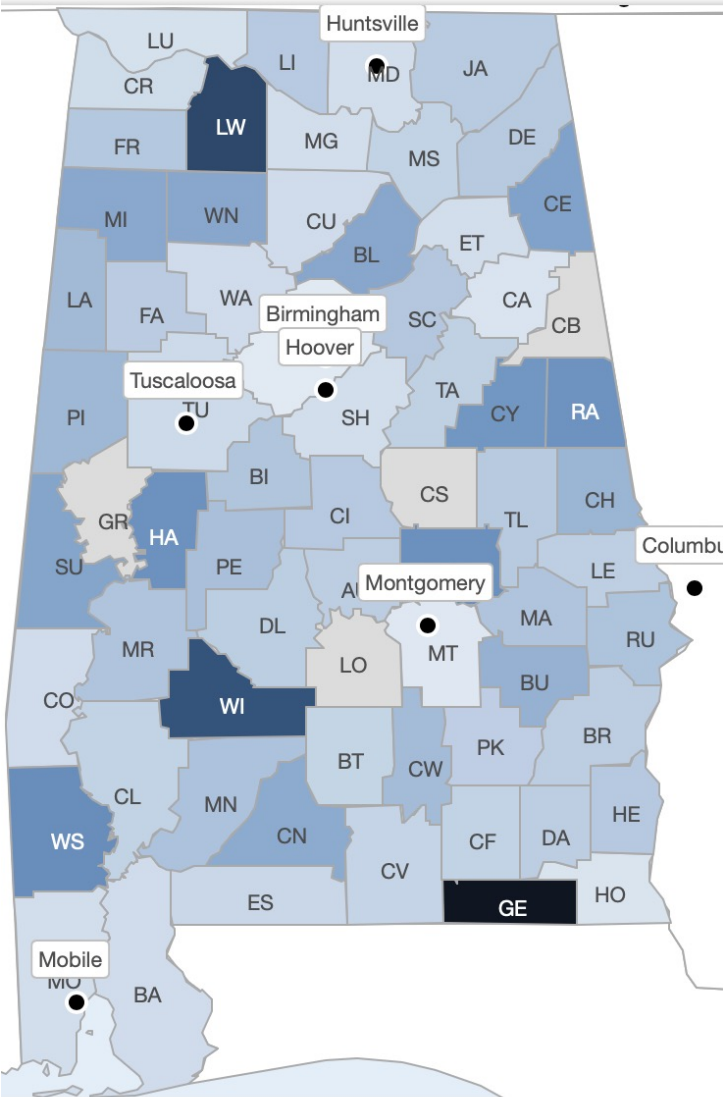 Huntsville
LU
LI
MD
JA
CR
LW
FR
MG
DE
MS
MI
WN
CU
CE
ET
BL
LA
FA
WA
CA
Birmingham
SC
CB
Hoover
Tuscaloosa
TU
TA
PI
SH
CY
RA
BI
CS
CH
GR
HA
CI
TL
SU
PE
Columbu
LE
Montgomery
DL
MA
MR
MT
RU
LO
BU
CO
WI
BR
PK
BT
CW
CL
MN
HE
WS
CN
CF
DA
CV
ES
GE
HO
Mobile
MO
BA